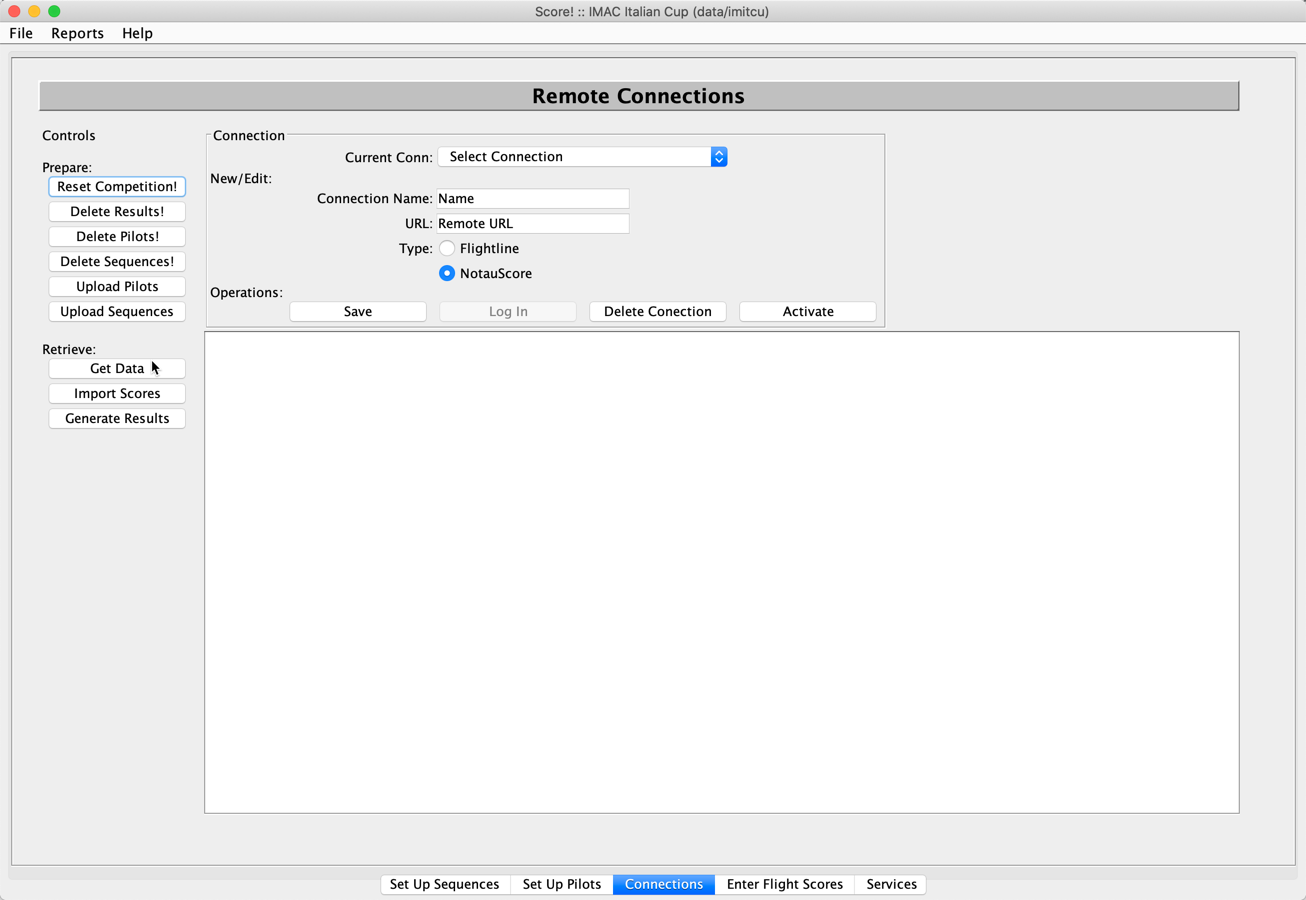 Score! :: IMAC Italian Cup (data/imitcu)
File Reports Help
Remote Connections
Controls
Prepare:
Reset Competition!
Delete Results!
Delete Pilots!
Delete Sequences!
Upload Pilots
Upload Sequences
Retrieve:
Get Data
Import Scores
Generate Results
Connection
Current Conn: Select Connection
New/Edit:
Connection Name: Name
URL: Remote URL
Type: Flightline
NotauScore
Operations:
Save Log In Delete Conection Activate
Set Up Sequences Set Up Pilots Connections Enter Flight Scores Services